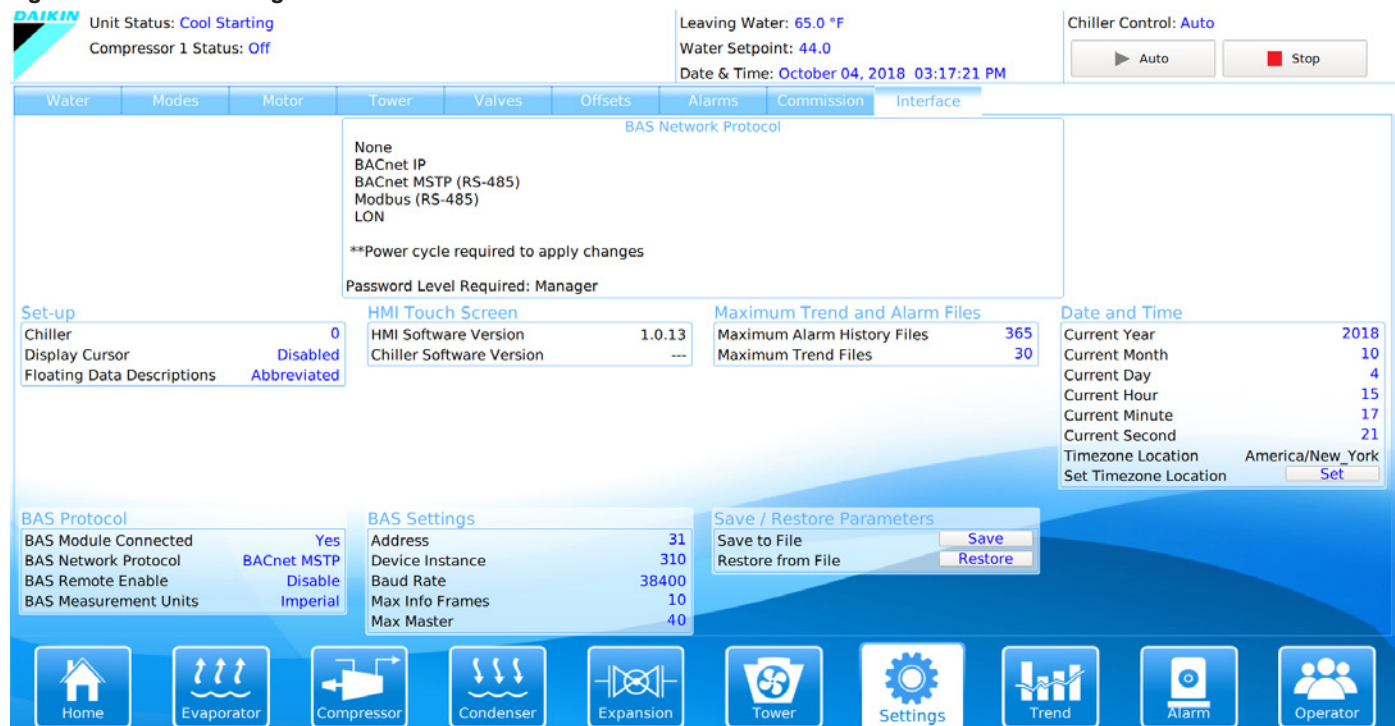 DAIKIN
Unit Status: Cool Starting
Compressor 1 Status: Off
Leaving Water: 65.0 °F
Water Setpoint: 44.0
Date & Time: October 04, 2018 03:17:21 PM
Chiller Control: Auto
Auto
Stop
Water
Modes
Motor
Tower
Valves
Offsets
Alarms
Commission
Interface
BAS Network Protocol
None
BACnet IP
BACnet MSTP (RS-485)
Modbus (RS-485)
LON
**Power cycle required to apply changes
Password Level Required: Manager
Set-up
Chiller 0
Display Cursor Disabled
Floating Data Descriptions Abbreviated
HMI Touch Screen
HMI Software Version 1.0.13
Chiller Software Version ---
Maximum Trend and Alarm Files
Maximum Alarm History Files 365
Maximum Trend Files 30
Date and Time
Current Year 2018
Current Month 10
Current Day 4
Current Hour 15
Current Minute 17
Current Second 21
Timezone Location America/New_York
Set Timezone Location Set
BAS Protocol
BAS Module Connected Yes
BAS Network Protocol BACnet MSTP
BAS Remote Enable Disable
BAS Measurement Units Imperial
BAS Settings
Address 31
Device Instance 310
Baud Rate 38400
Max Info Frames 10
Max Master 40
Save / Restore Parameters
Save to File Save
Restore from File Restore
Home
Evaporator
Compressor
Condenser
Expansion
Tower
Settings
Trend
Alarm
Operator